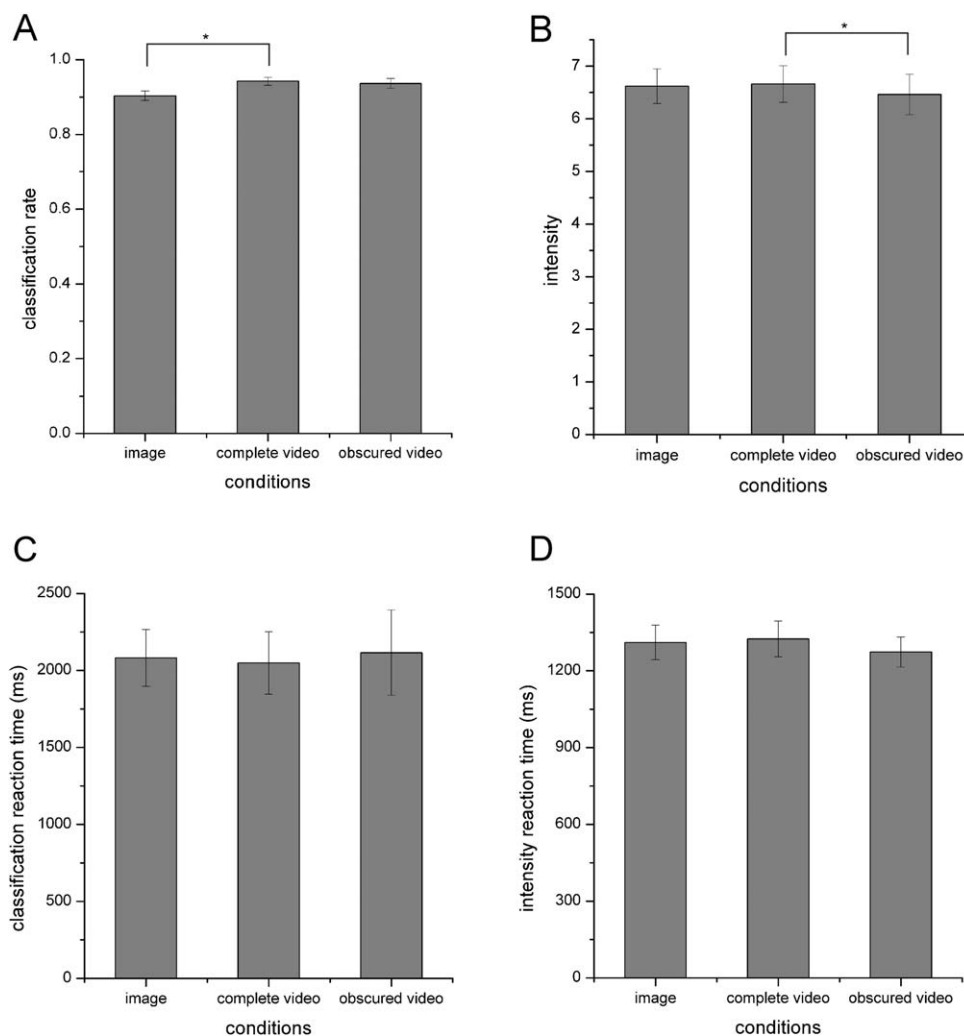 A
*
classification rate
1.0
0.8
0.6
0.4
0.2
0.0
image
complete video
obscured video
conditions
B
*
intensity
7
6
5
4
3
2
1
0
image
complete video
obscured video
conditions
C
classification reaction time (ms)
2500
2000
1500
1000
500
0
image
complete video
obscured video
conditions
D
intensity reaction time (ms)
1500
1200
900
600
300
0
image
complete video
obscured video
conditions